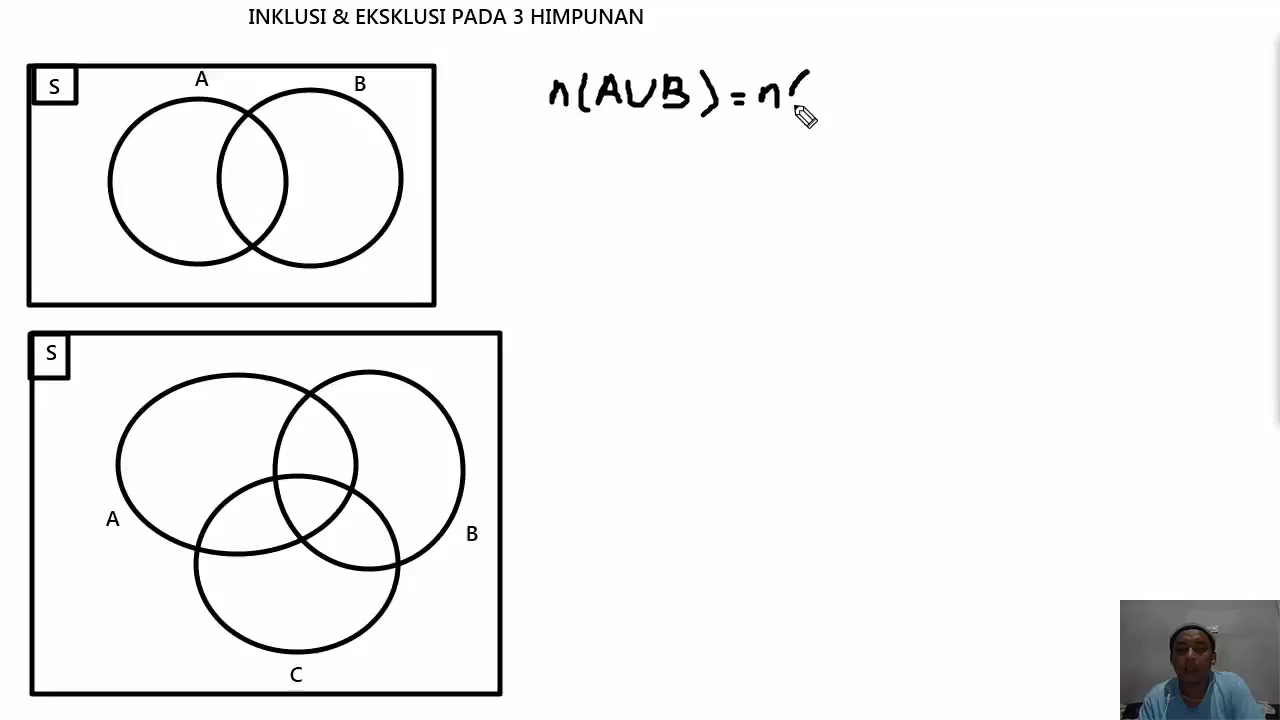 INKLUSI & EKSKLUSI PADA 3 HIMPUNAN
S
A
B
n(A∪B)=n(
S
A
B
C